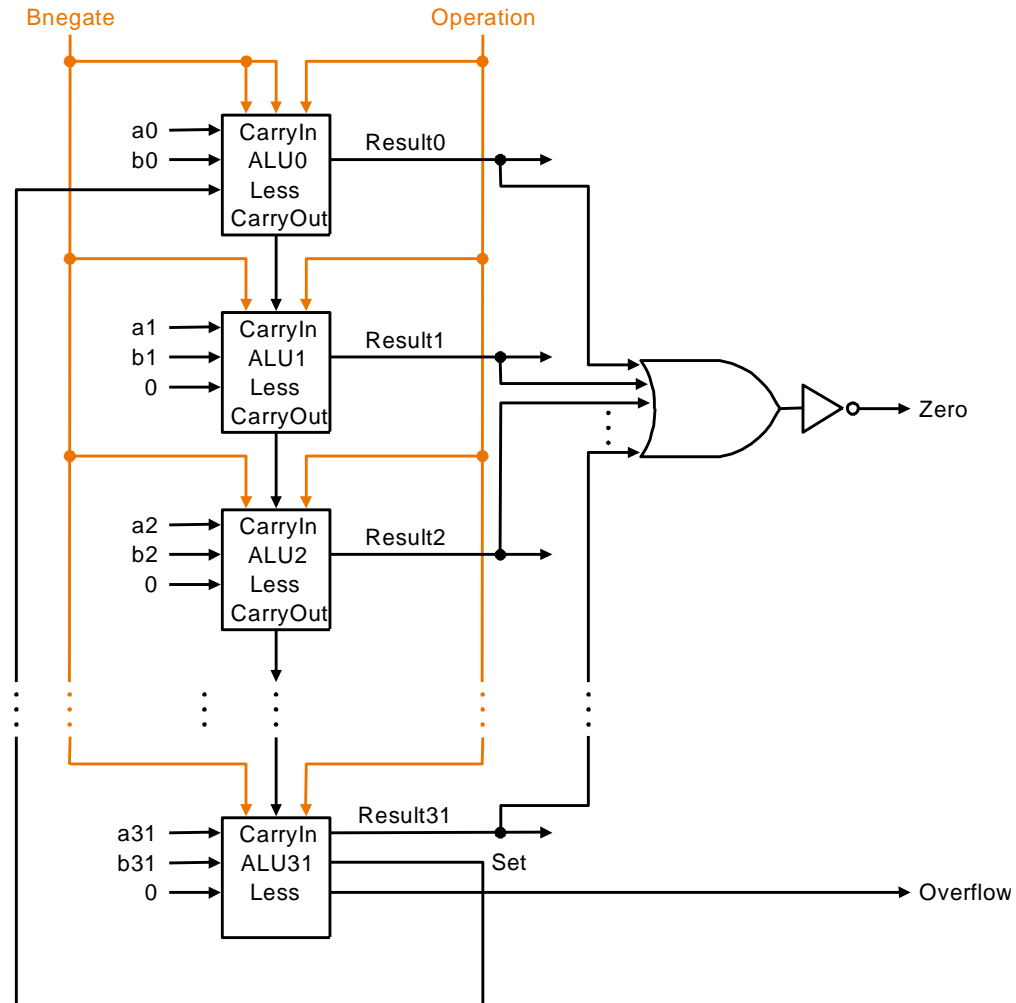 Bnegate
Operation
a0
b0
CarryIn
ALU0
Less
CarryOut
Result0
a1
b1
0
CarryIn
ALU1
Less
CarryOut
Result1
Zero
a2
b2
0
CarryIn
ALU2
Less
CarryOut
Result2
a31
b31
0
CarryIn
ALU31
Less
Result31
Set
Overflow